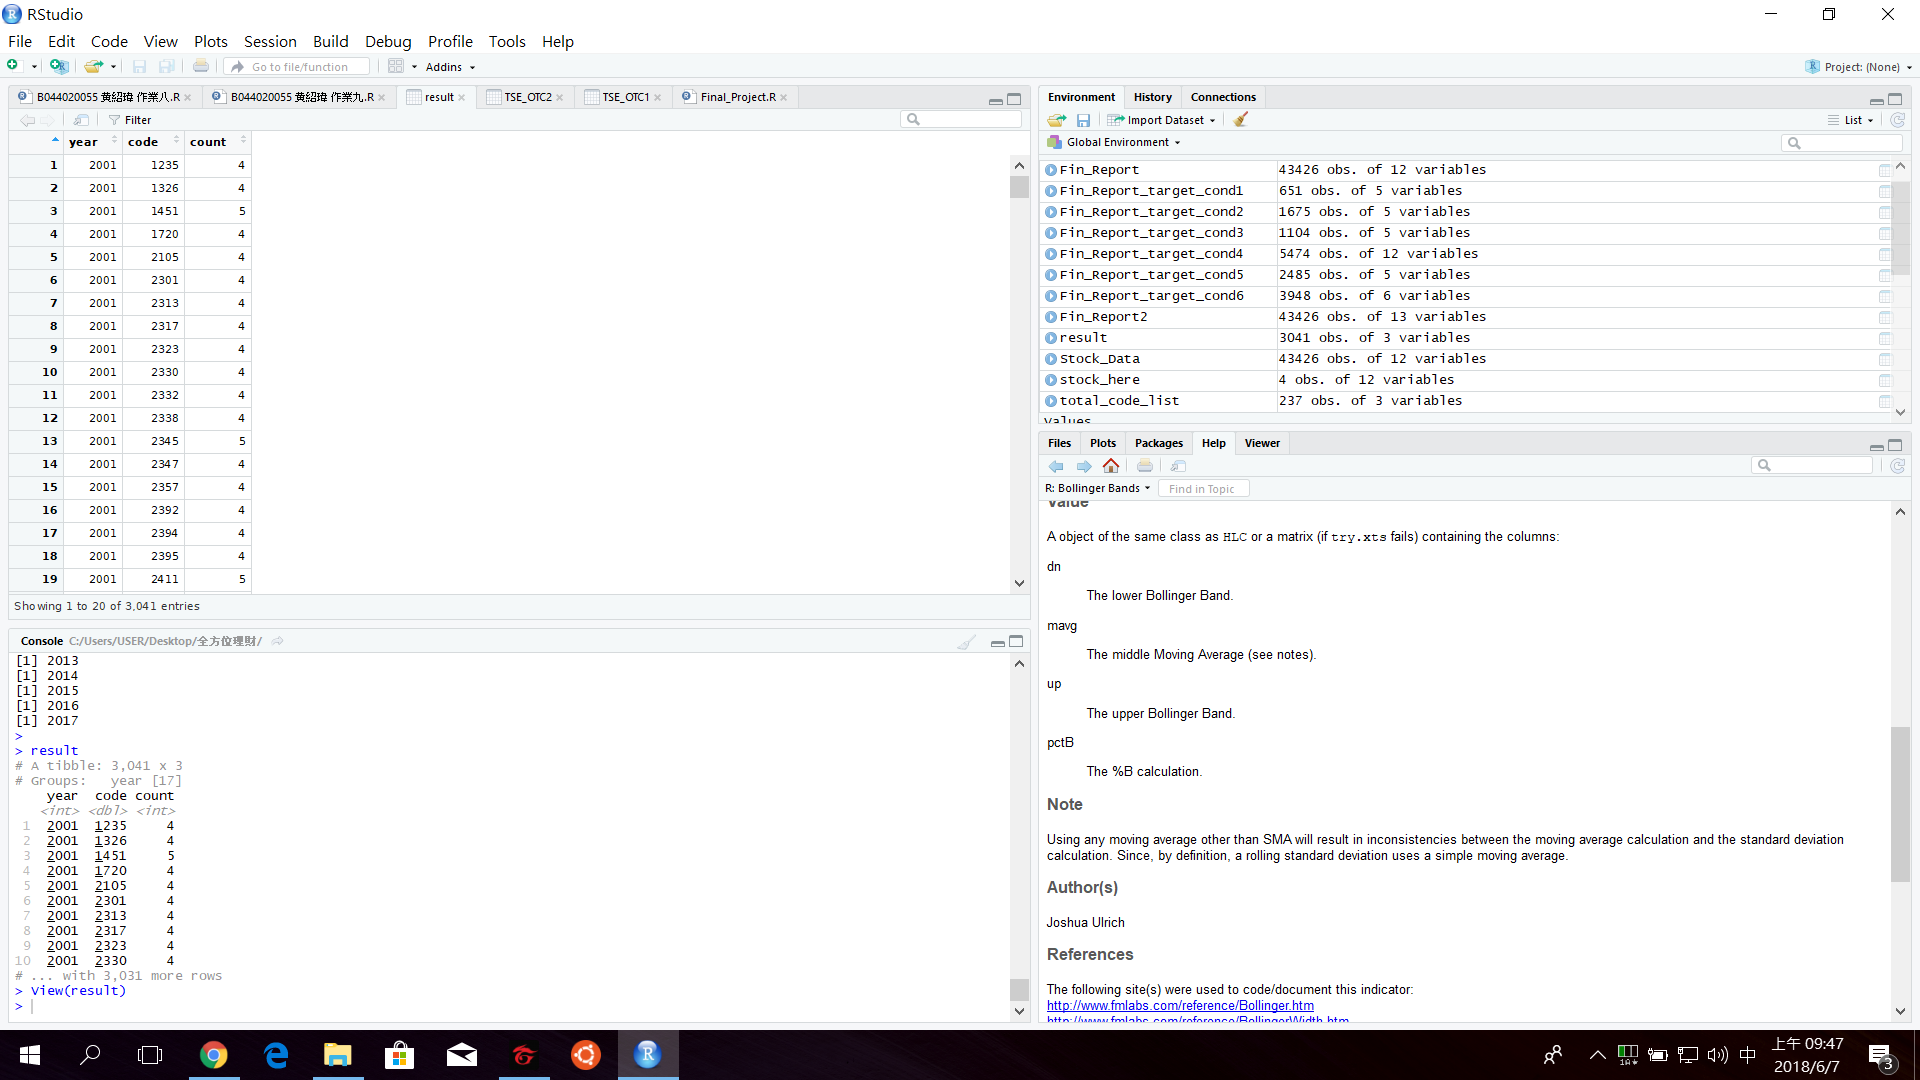 RStudio
File Edit Code View Plots Session Build Debug Profile Tools Help
Go to file/function Addins Project: (None)
B044020055 黃紹瑋 作業八.R B044020055 黃紹瑋 作業九.R result TSE_OTC2 TSE_OTC1 Final_Project.R
Filter
year code count
1 2001 1235 4
2 2001 1326 4
3 2001 1451 5
4 2001 1720 4
5 2001 2105 4
6 2001 2301 4
7 2001 2313 4
8 2001 2317 4
9 2001 2323 4
10 2001 2330 4
11 2001 2332 4
12 2001 2338 4
13 2001 2345 5
14 2001 2347 4
15 2001 2357 4
16 2001 2392 4
17 2001 2394 4
18 2001 2395 4
19 2001 2411 5
Showing 1 to 20 of 3,041 entries
Console C:/Users/USER/Desktop/全方位理財/
[1] 2013
[1] 2014
[1] 2015
[1] 2016
[1] 2017
>
> result
# A tibble: 3,041 x 3
# Groups: year [17]
year code count
<int> <dbl> <int>
1 2001 1235 4
2 2001 1326 4
3 2001 1451 5
4 2001 1720 4
5 2001 2105 4
6 2001 2301 4
7 2001 2313 4
8 2001 2317 4
9 2001 2323 4
10 2001 2330 4
# ... with 3,031 more rows
> View(result)
>
Environment History Connections
Import Dataset List
Global Environment
Fin_Report 43426 obs. of 12 variables
Fin_Report_target_cond1 651 obs. of 5 variables
Fin_Report_target_cond2 1675 obs. of 5 variables
Fin_Report_target_cond3 1104 obs. of 5 variables
Fin_Report_target_cond4 5474 obs. of 12 variables
Fin_Report_target_cond5 2485 obs. of 5 variables
Fin_Report_target_cond6 3948 obs. of 6 variables
Fin_Report2 43426 obs. of 13 variables
result 3041 obs. of 3 variables
Stock_Data 43426 obs. of 12 variables
stock_here 4 obs. of 12 variables
total_code_list 237 obs. of 3 variables
Values
Files Plots Packages Help Viewer
R: Bollinger Bands Find in Topic
Value
A object of the same class as HLC or a matrix (if try.xts fails) containing the columns:
dn
The lower Bollinger Band.
mavg
The middle Moving Average (see notes).
up
The upper Bollinger Band.
pctB
The %B calculation.
Note
Using any moving average other than SMA will result in inconsistencies between the moving average calculation and the standard deviation
calculation. Since, by definition, a rolling standard deviation uses a simple moving average.
Author(s)
Joshua Ulrich
References
The following site(s) were used to code/document this indicator:
http://www.fmlabs.com/reference/Bollinger.htm
http://www.fmlabs.com/reference/BollingerWidth.htm
中 上午 09:47
2018/6/7
3